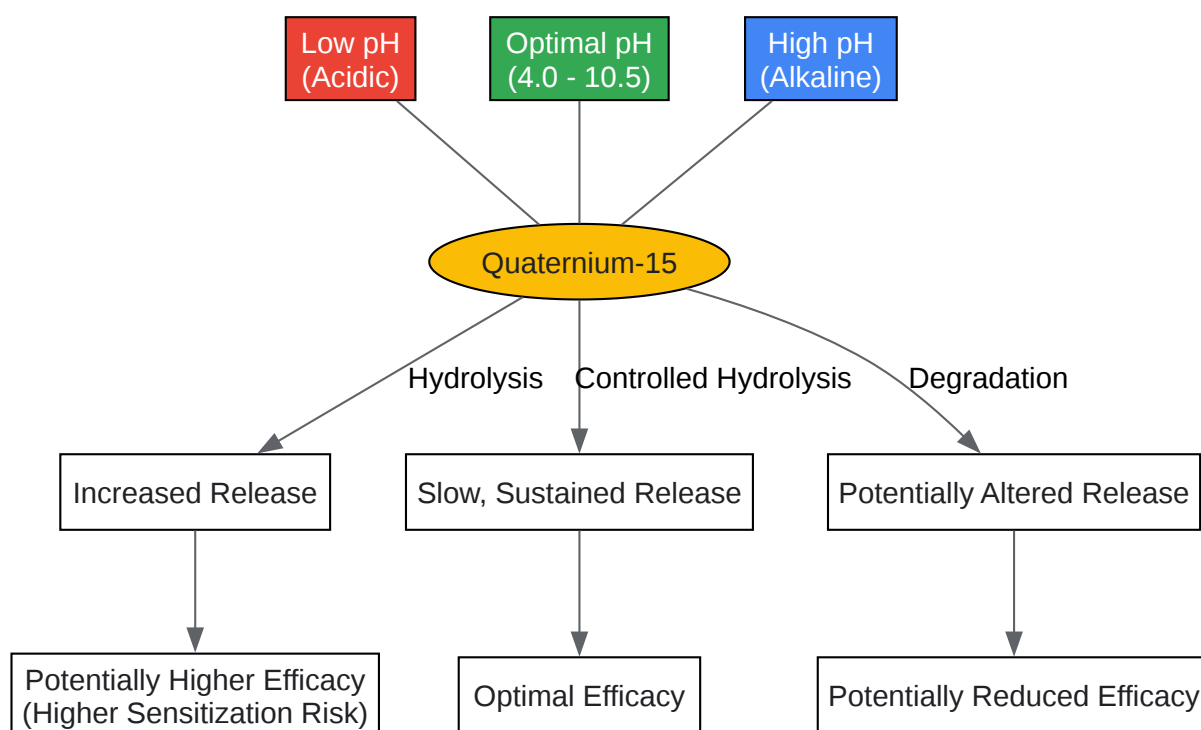 Low pH
(Acidic)
Optimal pH
(4.0 - 10.5)
High pH
(Alkaline)
Quaternium-15
Hydrolysis
Controlled Hydrolysis
Degradation
Increased Release
Slow, Sustained Release
Potentially Altered Release
Potentially Higher Efficacy
(Higher Sensitization Risk)
Optimal Efficacy
Potentially Reduced Efficacy